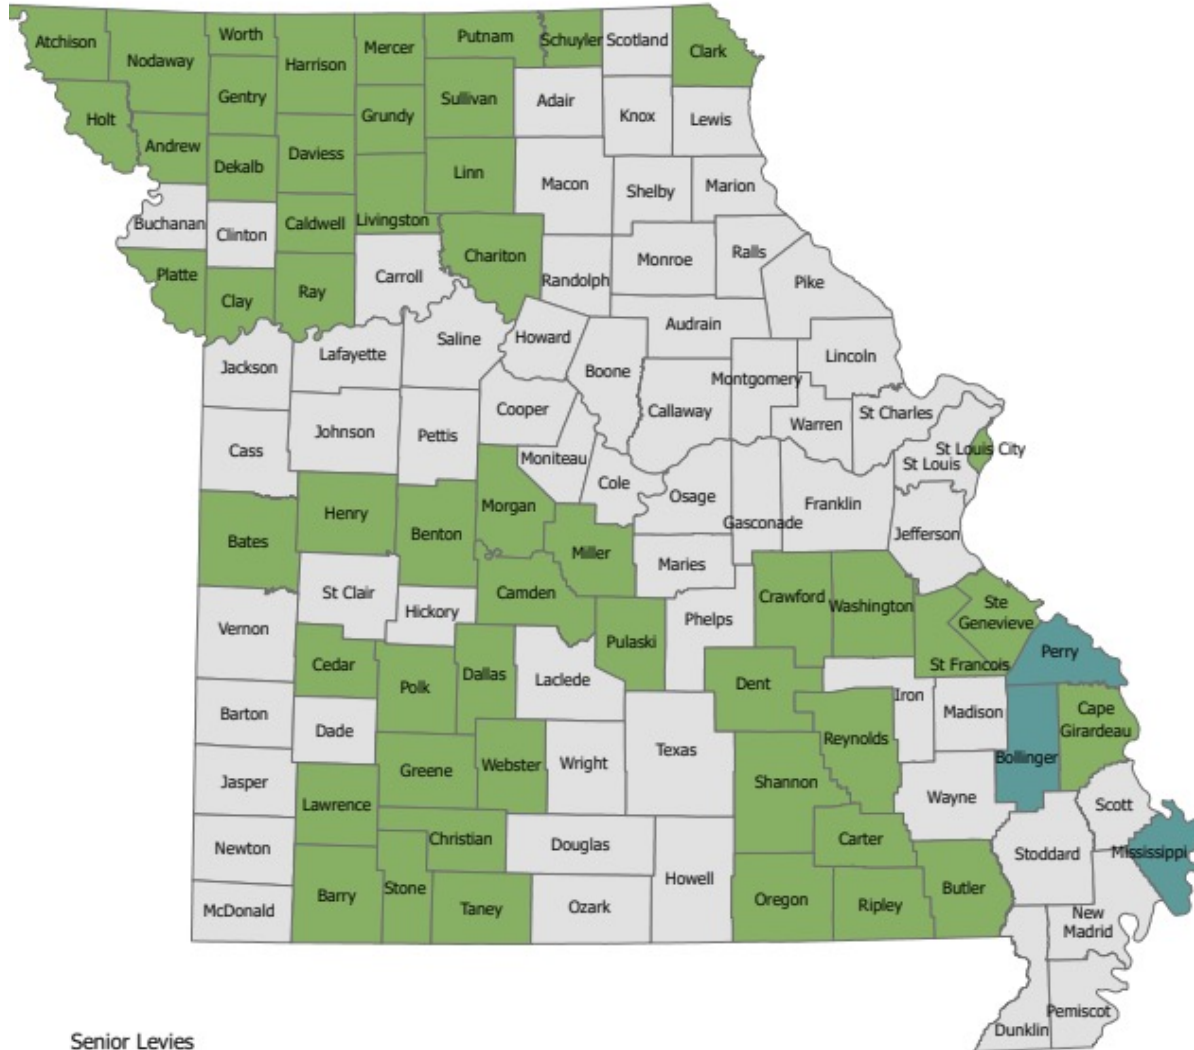 Atchison
Nodaway
Worth
Harrison
Mercer
Putnam
Schuyler
Scotland
Clark
Gentry
Holt
Grundy
Sullivan
Adair
Knox
Lewis
Andrew
Dekalb
Daviess
Linn
Macon
Shelby
Marion
Buchanan
Clinton
Caldwell
Livingston
Chariton
Randolph
Monroe
Ralls
Pike
Platte
Clay
Ray
Carroll
Saline
Howard
Audrain
Jackson
Lafayette
Boone
Montgomery
Lincoln
Cooper
Callaway
Warren
St Charles
Cass
Johnson
Pettis
Moniteau
St Louis City
St Louis
Cole
Osage
Gasconade
Franklin
Jefferson
Bates
Henry
Benton
Morgan
Miller
Maries
St Clair
Hickory
Camden
Phelps
Crawford
Washington
Ste
Genevieve
Vernon
Cedar
Polk
Dallas
Laclede
Pulaski
Dent
St Francois
Perry
Iron
Madison
Cape
Girardeau
Barton
Dade
Greene
Webster
Wright
Texas
Reynolds
Bollinger
Jasper
Lawrence
Shannon
Wayne
Scott
Newton
Christian
Douglas
Carter
Stoddard
Mississippi
McDonald
Barry
Stone
Taney
Ozark
Howell
Oregon
Ripley
Butler
New
Madrid
Pemiscot
Dunklin
Senior Levies